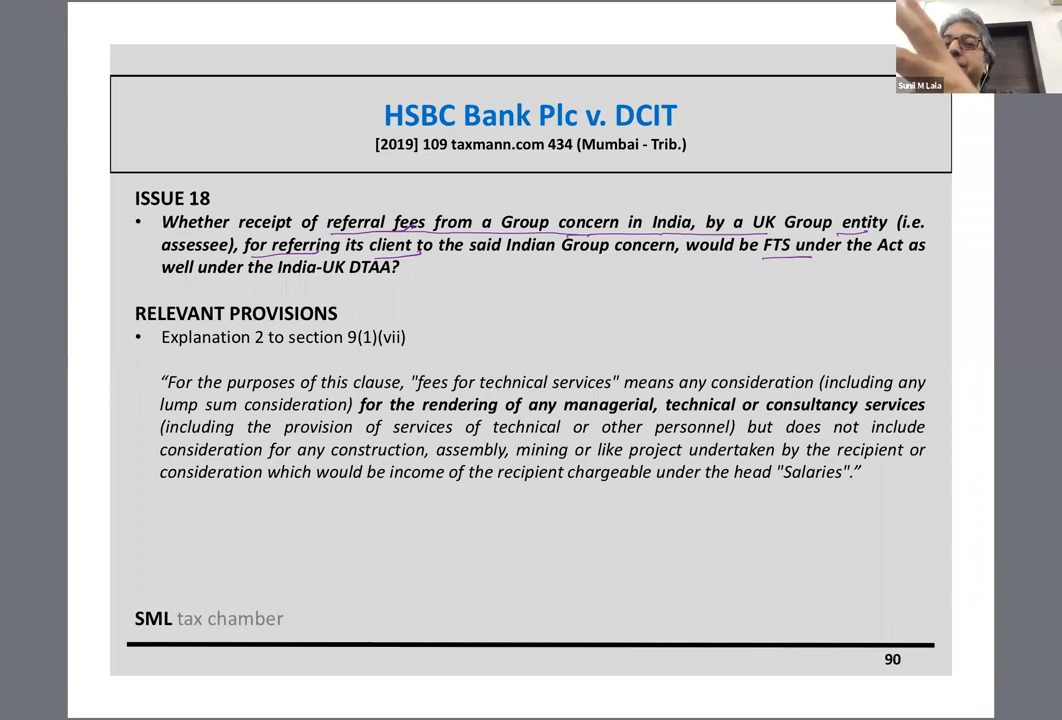 Sunil M Lala
HSBC Bank Plc v. DCIT
[2019] 109 taxmann.com 434 (Mumbai - Trib.)
ISSUE 18
• Whether receipt of referral fees from a Group concern in India, by a UK Group entity (i.e.
assessee), for referring its client to the said Indian Group concern, would be FTS under the Act as
well under the India-UK DTAA?
RELEVANT PROVISIONS
• Explanation 2 to section 9(1)(vii)
“For the purposes of this clause, "fees for technical services" means any consideration (including any
lump sum consideration) for the rendering of any managerial, technical or consultancy services
(including the provision of services of technical or other personnel) but does not include
consideration for any construction, assembly, mining or like project undertaken by the recipient or
consideration which would be income of the recipient chargeable under the head "Salaries".”
SML tax chamber
90